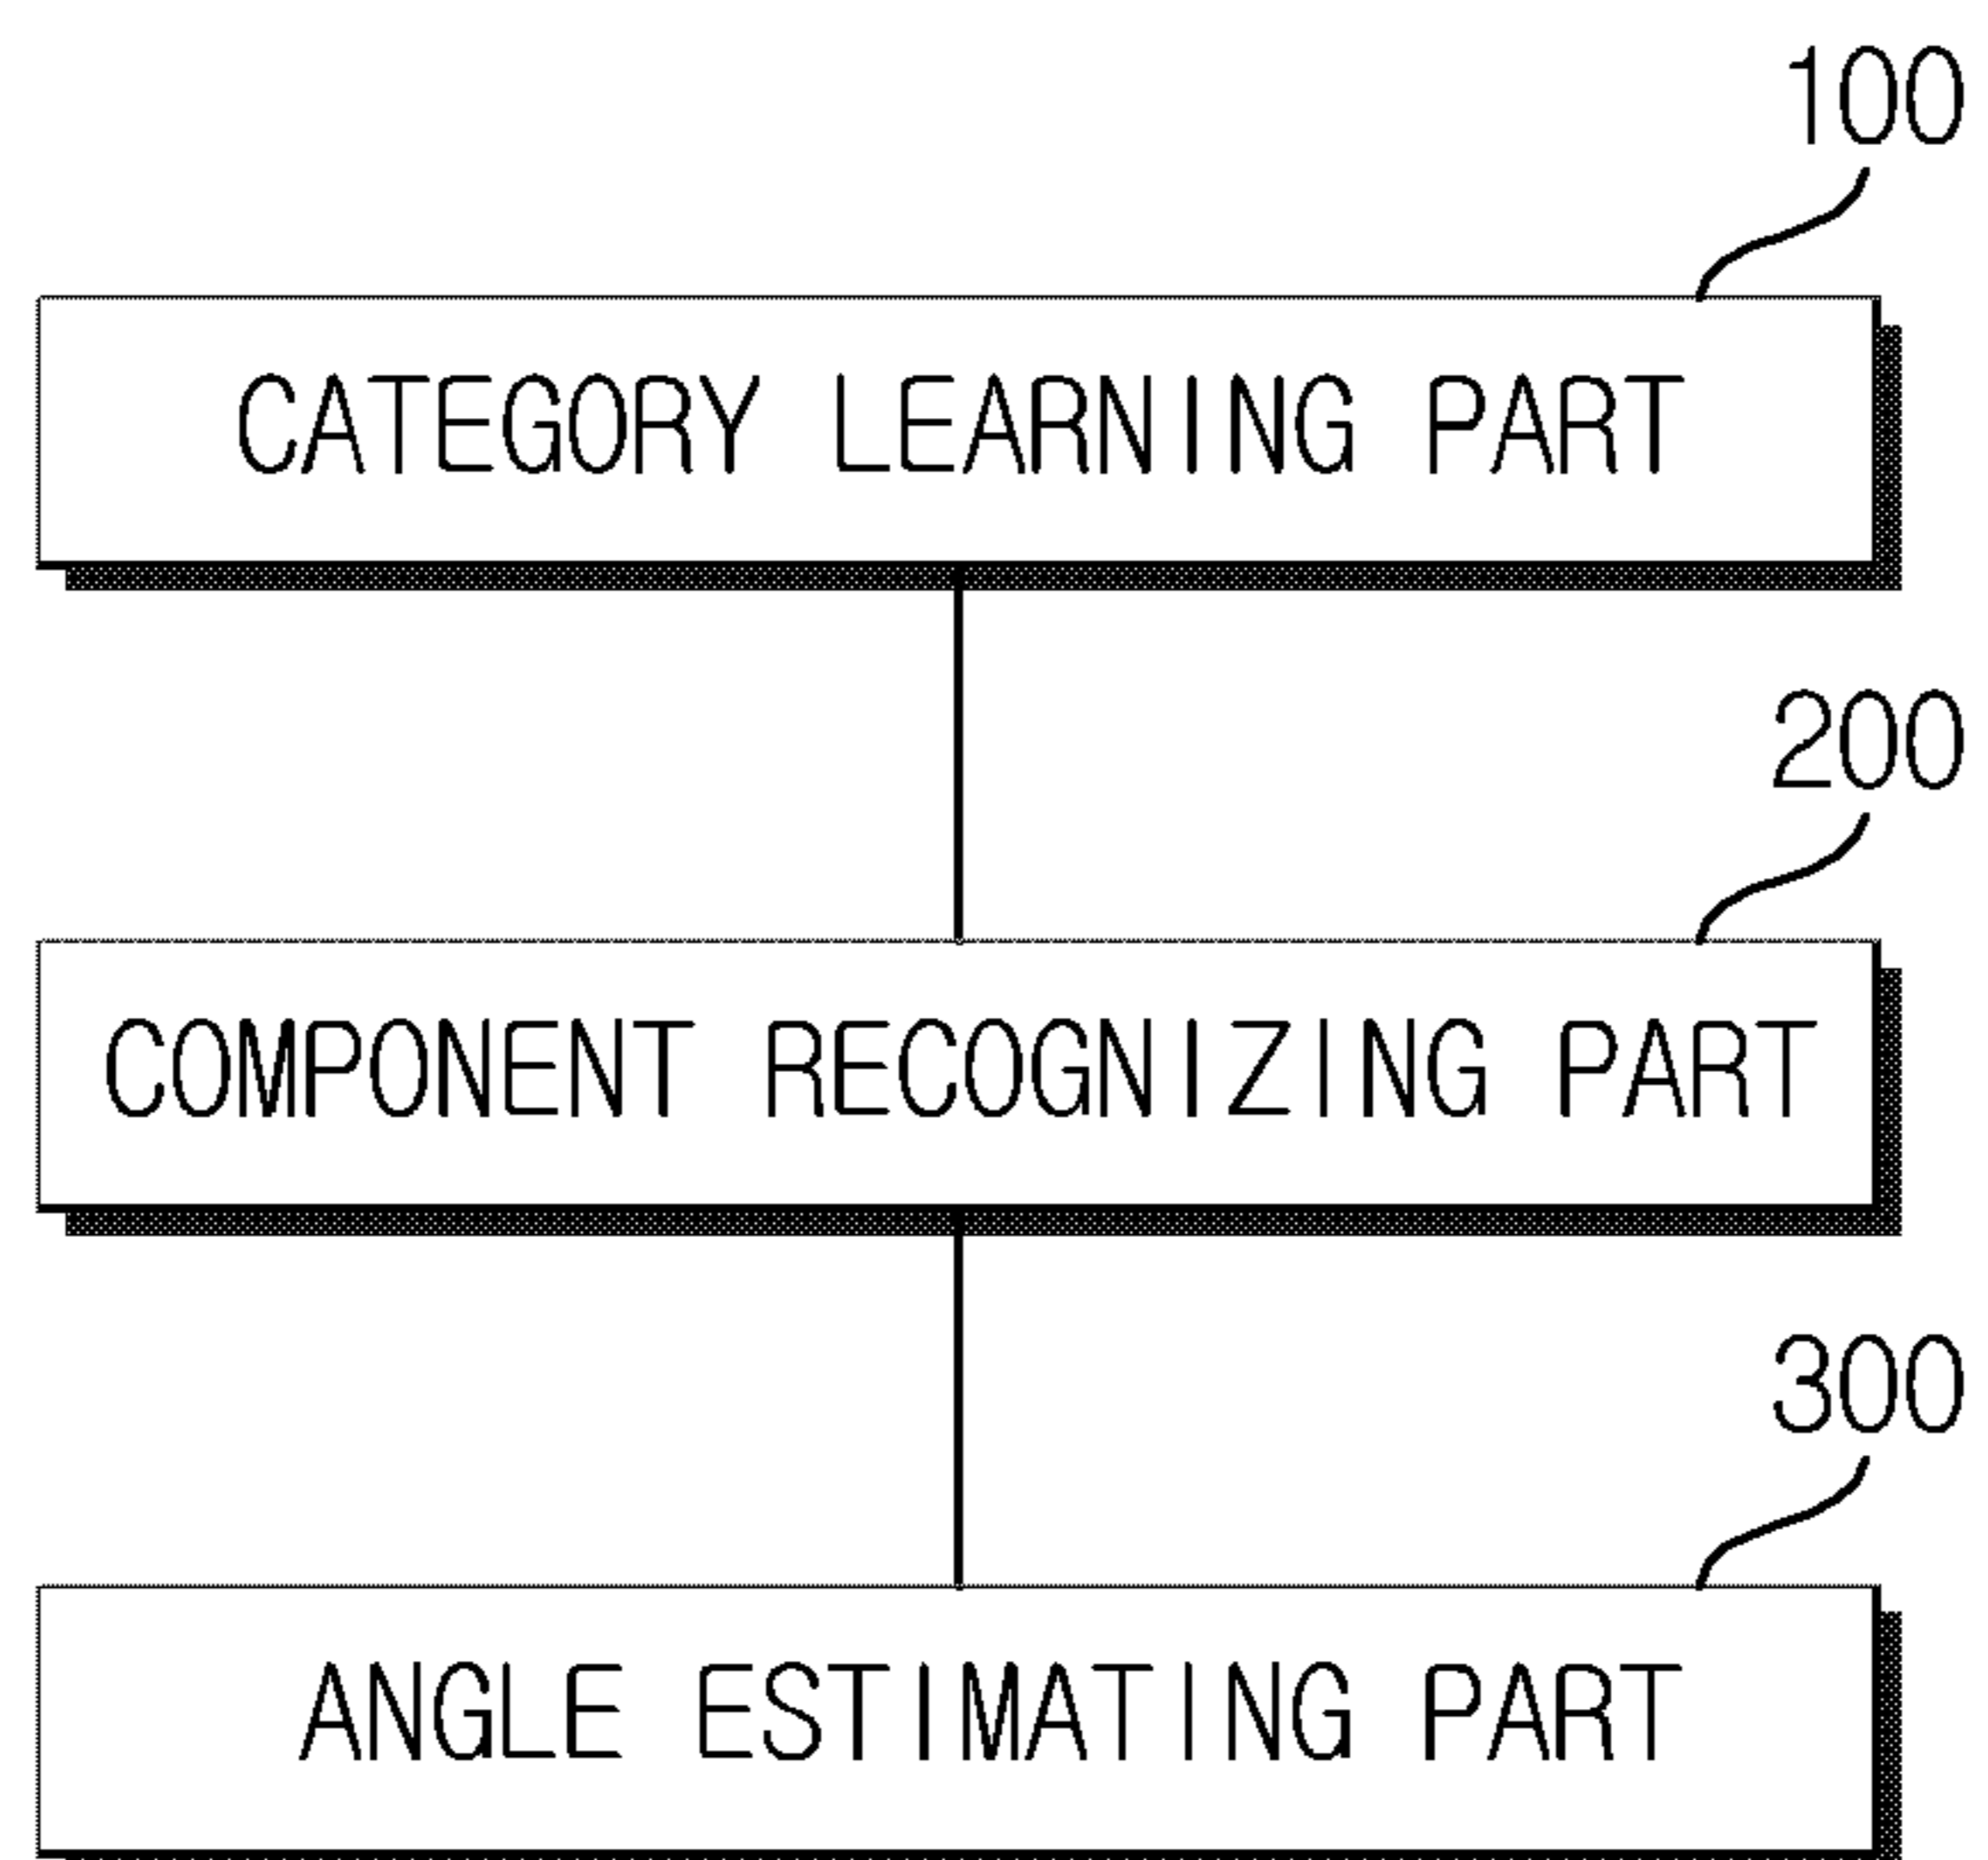 100
CATEGORY LEARNING PART
200
COMPONENT RECOGNIZING PART
300
ANGLE ESTIMATING PART